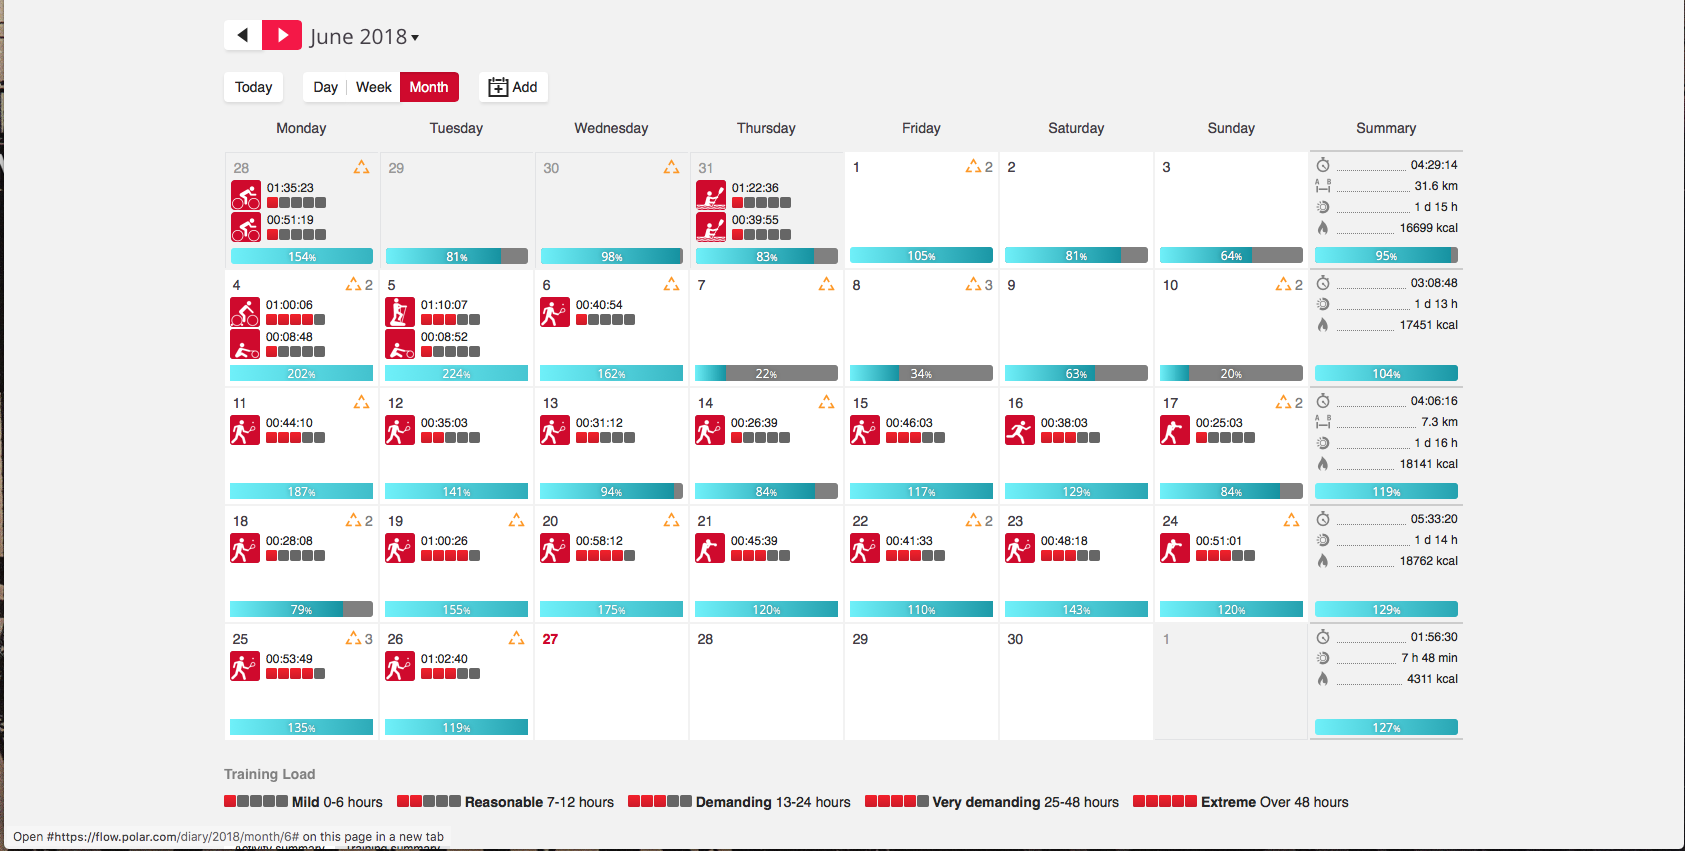 June 2018
Today Day Week Month Add
Monday Tuesday Wednesday Thursday Friday Saturday Sunday Summary
28 29 30 31 1 2 2 3 04:29:14
01:35:23 01:22:36 31.6 km
00:51:19 00:39:55 1 d 15 h
16699 kcal
154% 81% 98% 83% 105% 81% 64% 95%
4 2 5 6 7 8 3 9 10 2 03:08:48
01:00:06 01:10:07 00:40:54 1 d 13 h
00:08:48 00:08:52 17451 kcal
202% 224% 162% 22% 34% 63% 20% 104%
11 12 13 14 15 16 17 2 04:06:16
00:44:10 00:35:03 00:31:12 00:26:39 00:46:03 00:38:03 00:25:03 7.3 km
1 d 16 h
18141 kcal
187% 141% 94% 84% 117% 129% 84% 119%
18 2 19 20 21 22 2 23 24 05:33:20
00:28:08 01:00:26 00:58:12 00:45:39 00:41:33 00:48:18 00:51:01 1 d 14 h
18762 kcal
79% 155% 175% 120% 110% 143% 120% 129%
25 3 26 27 28 29 30 1 01:56:30
00:53:49 01:02:40 7 h 48 min
4311 kcal
135% 119% 127%
Training Load
Mild 0-6 hours Reasonable 7-12 hours Demanding 13-24 hours Very demanding 25-48 hours Extreme Over 48 hours
Open #https://flow.polar.com/diary/2018/month/6# on this page in a new tab
Activity summary Training summary